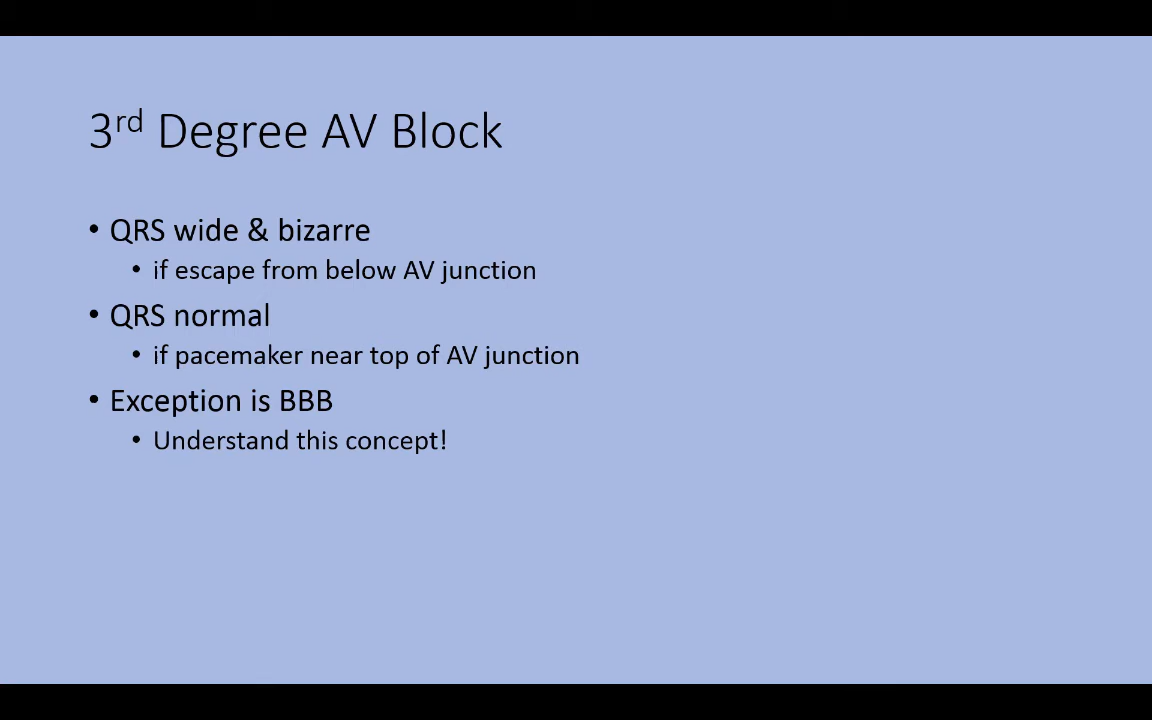 3rd Degree AV Block
• QRS wide & bizarre
• if escape from below AV junction
• QRS normal
• if pacemaker near top of AV junction
• Exception is BBB
• Understand this concept!